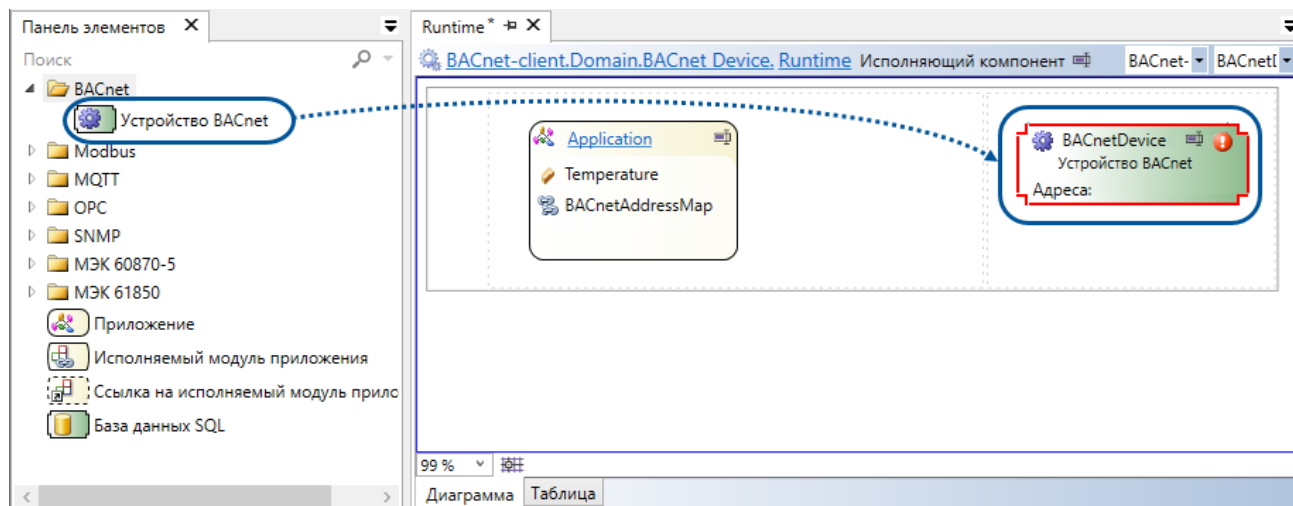 Панель элементов
Поиск
BACnet
Устройство BACnet
Modbus
MQTT
OPC
SNMP
МЭК 60870-5
МЭК 61850
Приложение
Исполняемый модуль приложения
Ссылка на исполняемый модуль прило
База данных SQL
Runtime*
BACnet-client.Domain.BACnet Device. Runtime Исполняющий компонент BACnet- BACnetD
Application
Temperature
BACnetAddressMap
BACnetDevice
Устройство BACnet
Адреса:
99 %
Диаграмма Таблица